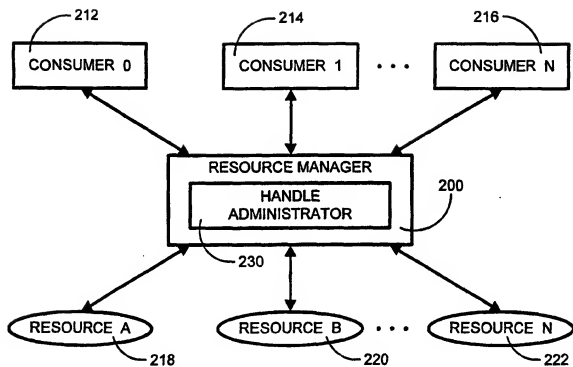 212
214
216
CONSUMER 0
CONSUMER 1
• • •
CONSUMER N
RESOURCE MANAGER
HANDLE
ADMINISTRATOR
200
230
RESOURCE A
RESOURCE B
• • •
RESOURCE N
218
220
222